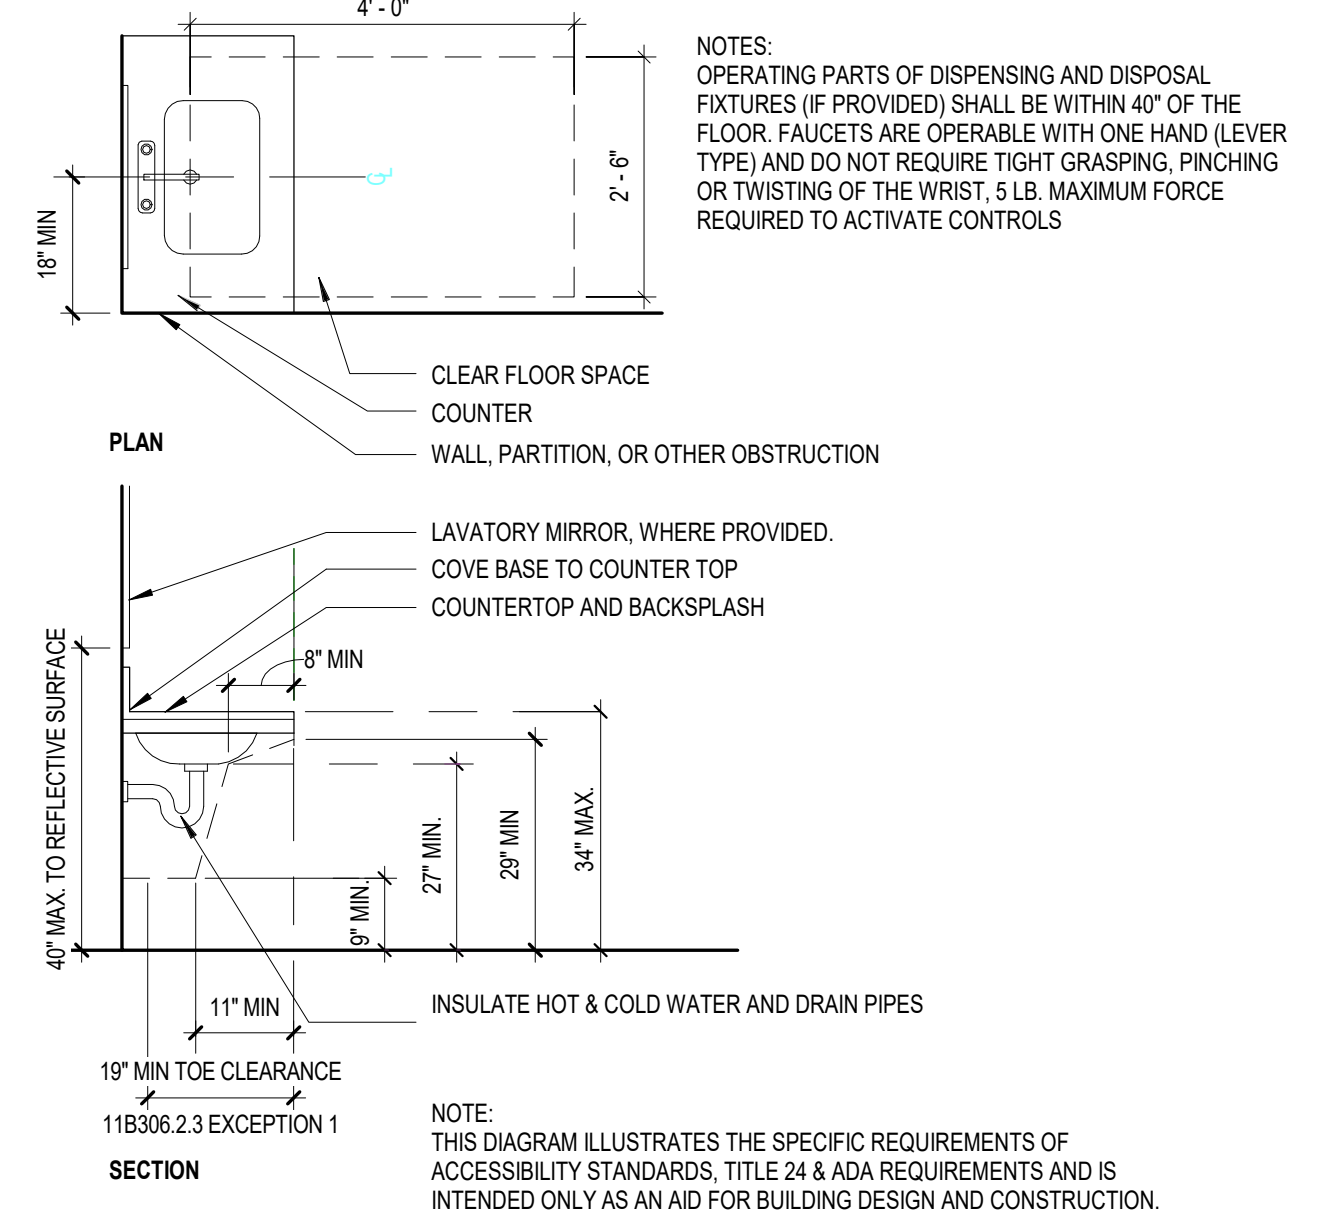 4' - 0"
NOTES:
OPERATING PARTS OF DISPENSING AND DISPOSAL
FIXTURES (IF PROVIDED) SHALL BE WITHIN 40" OF THE
FLOOR. FAUCETS ARE OPERABLE WITH ONE HAND (LEVER
TYPE) AND DO NOT REQUIRE TIGHT GRASPING, PINCHING
OR TWISTING OF THE WRIST, 5 LB. MAXIMUM FORCE
REQUIRED TO ACTIVATE CONTROLS
2' - 6"
CL
18" MIN
CLEAR FLOOR SPACE
COUNTER
WALL, PARTITION, OR OTHER OBSTRUCTION
PLAN
LAVATORY MIRROR, WHERE PROVIDED.
COVE BASE TO COUNTER TOP
COUNTERTOP AND BACKSPLASH
8" MIN
40" MAX. TO REFLECTIVE SURFACE
9" MIN.
27" MIN.
29" MIN
34" MAX.
INSULATE HOT & COLD WATER AND DRAIN PIPES
11" MIN
19" MIN TOE CLEARANCE
11B306.2.3 EXCEPTION 1
SECTION
NOTE:
THIS DIAGRAM ILLUSTRATES THE SPECIFIC REQUIREMENTS OF
ACCESSIBILITY STANDARDS, TITLE 24 & ADA REQUIREMENTS AND IS
INTENDED ONLY AS AN AID FOR BUILDING DESIGN AND CONSTRUCTION.